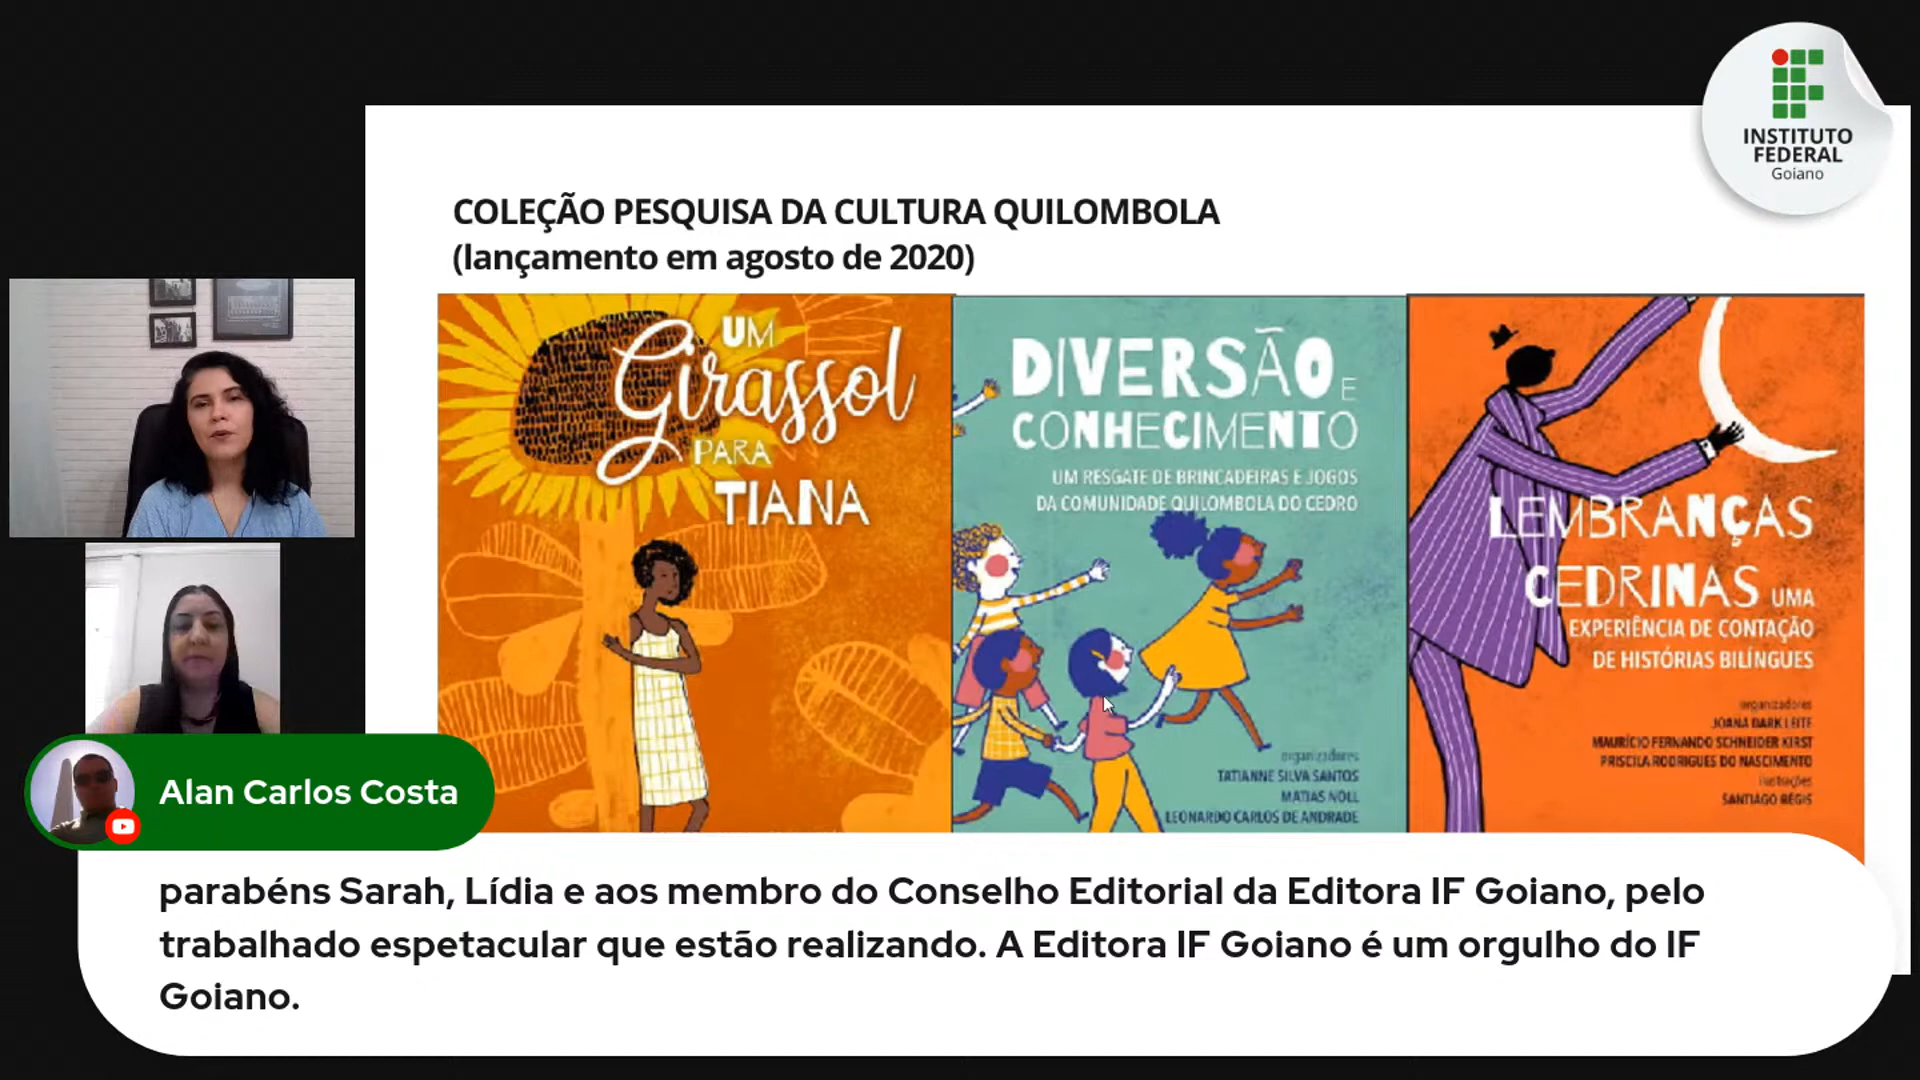 INSTITUTO
FEDERAL
Goiano
COLEÇÃO PESQUISA DA CULTURA QUILOMBOLA
(lançamento em agosto de 2020)
UM
Girassol
PARA
TIANA
DIVERSÃO E
CONHECIMENTO
UM RESGATE DE BRINCADEIRAS E JOGOS
DA COMUNIDADE QUILOMBOLA DO CEDRO
organizadores
TATIANNE SILVA SANTOS
MATIAS NOLL
LEONARDO CARLOS DE ANDRADE
LEMBRANÇAS
CEDRINAS UMA
EXPERIÊNCIA DE CONTAÇÃO
DE HISTÓRIAS BILÍNGUES
organizadores
JOANA DARK LEITE
MAURÍCIO FERNANDO SCHNEIDER KIRST
PRISCILA RODRIGUES DO NASCIMENTO
ilustrações
SANTIAGO RÉGIS
Alan Carlos Costa
parabéns Sarah, Lídia e aos membro do Conselho Editorial da Editora IF Goiano, pelo
trabalhado espetacular que estão realizando. A Editora IF Goiano é um orgulho do IF
Goiano.